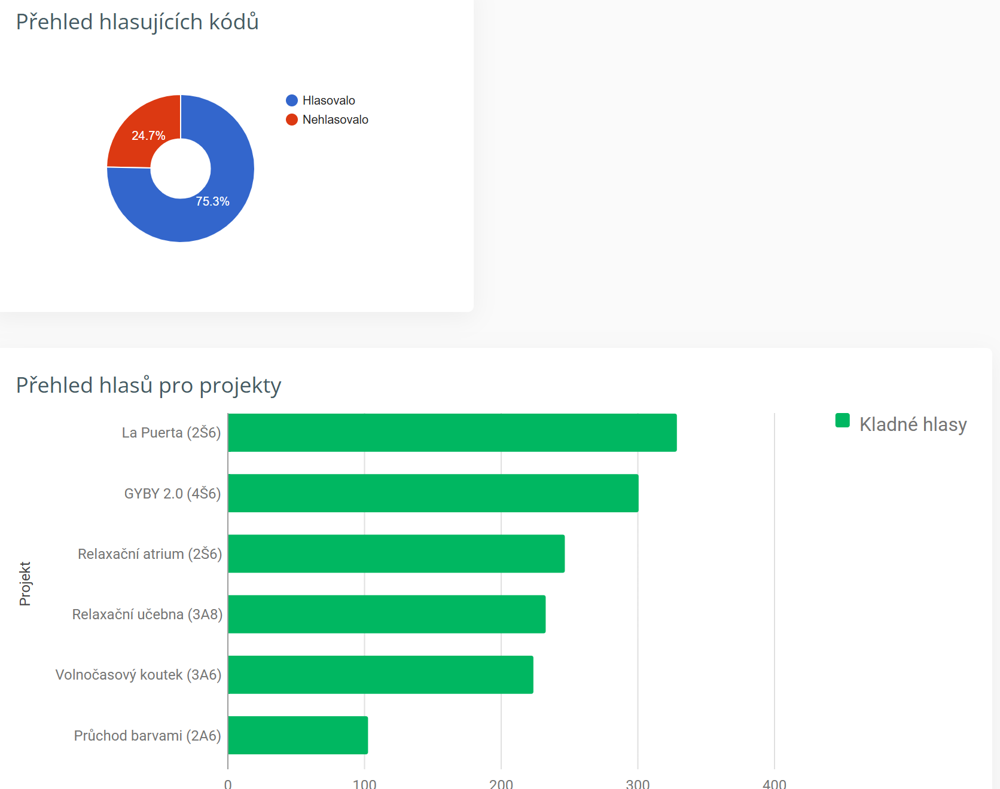 Přehled hlasujících kódů
Hlasovalo
Nehlasovalo
24.7%
75.3%
Přehled hlasů pro projekty
Kladné hlasy
Projekt
La Puerta (2Š6)
GYBY 2.0 (4Š6)
Relaxační atrium (2Š6)
Relaxační učebna (3A8)
Volnočasový koutek (3A6)
Průchod barvami (2A6)
0 100 200 300 400